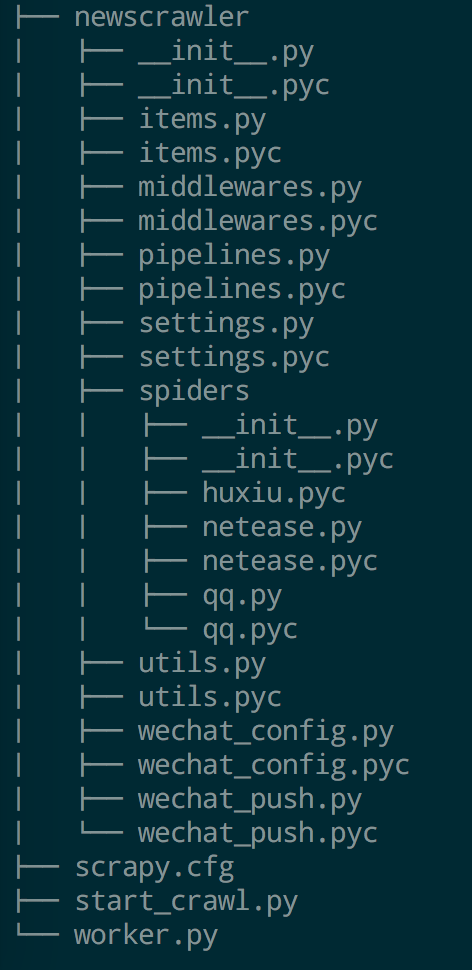 ├── newscrawler
│   ├── __init__.py
│   ├── __init__.pyc
│   ├── items.py
│   ├── items.pyc
│   ├── middlewares.py
│   ├── middlewares.pyc
│   ├── pipelines.py
│   ├── pipelines.pyc
│   ├── settings.py
│   ├── settings.pyc
│   ├── spiders
│   │   ├── __init__.py
│   │   ├── __init__.pyc
│   │   ├── huxiu.pyc
│   │   ├── netease.py
│   │   ├── netease.pyc
│   │   ├── qq.py
│   │   └── qq.pyc
│   ├── utils.py
│   ├── utils.pyc
│   ├── wechat_config.py
│   ├── wechat_config.pyc
│   ├── wechat_push.py
│   └── wechat_push.pyc
├── scrapy.cfg
├── start_crawl.py
└── worker.py